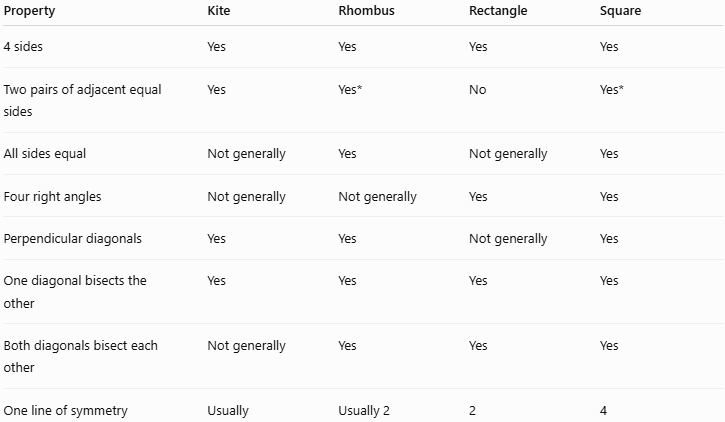 Property Kite Rhombus Rectangle Square
4 sides Yes Yes Yes Yes
Two pairs of adjacent equal sides Yes Yes* No Yes*
All sides equal Not generally Yes Not generally Yes
Four right angles Not generally Not generally Yes Yes
Perpendicular diagonals Yes Yes Not generally Yes
One diagonal bisects the other Yes Yes Yes Yes
Both diagonals bisect each other Not generally Yes Yes Yes
One line of symmetry Usually Usually 2 2 4